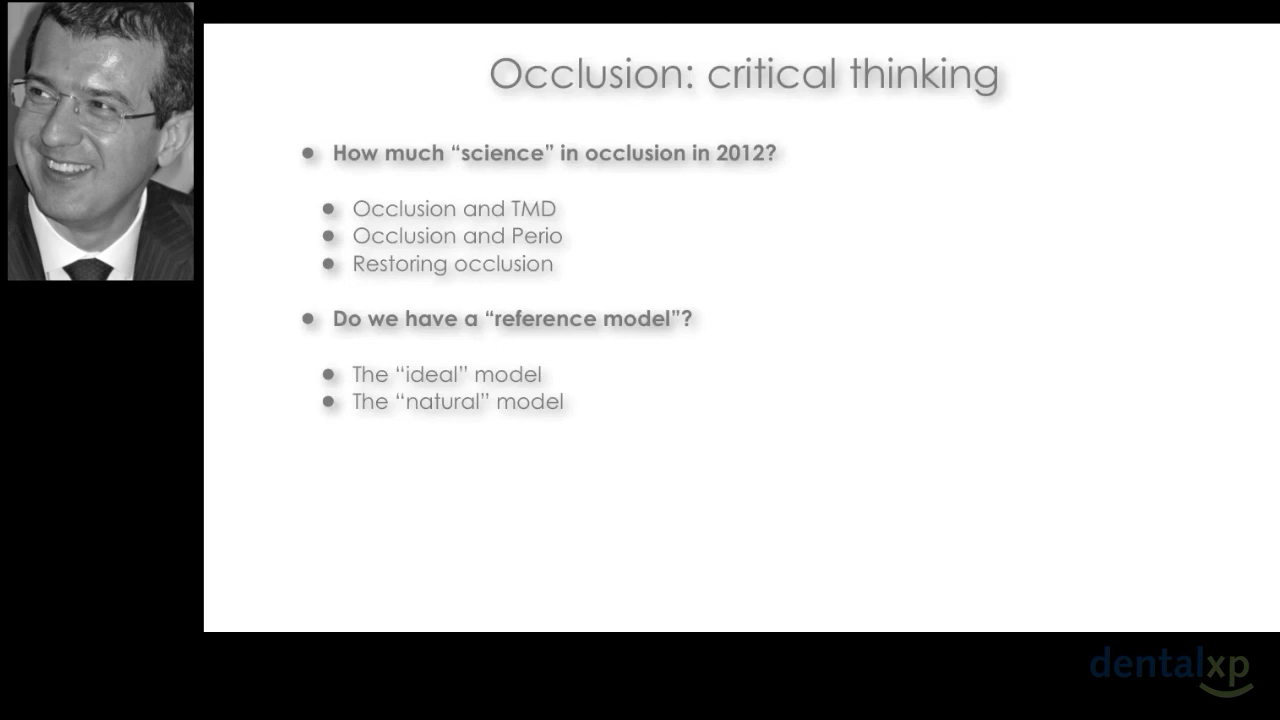 Occlusion: critical thinking
● How much “science” in occlusion in 2012?
● Occlusion and TMD
● Occlusion and Perio
● Restoring occlusion
● Do we have a “reference model”?
● The “ideal” model
● The “natural” model
dentalxp